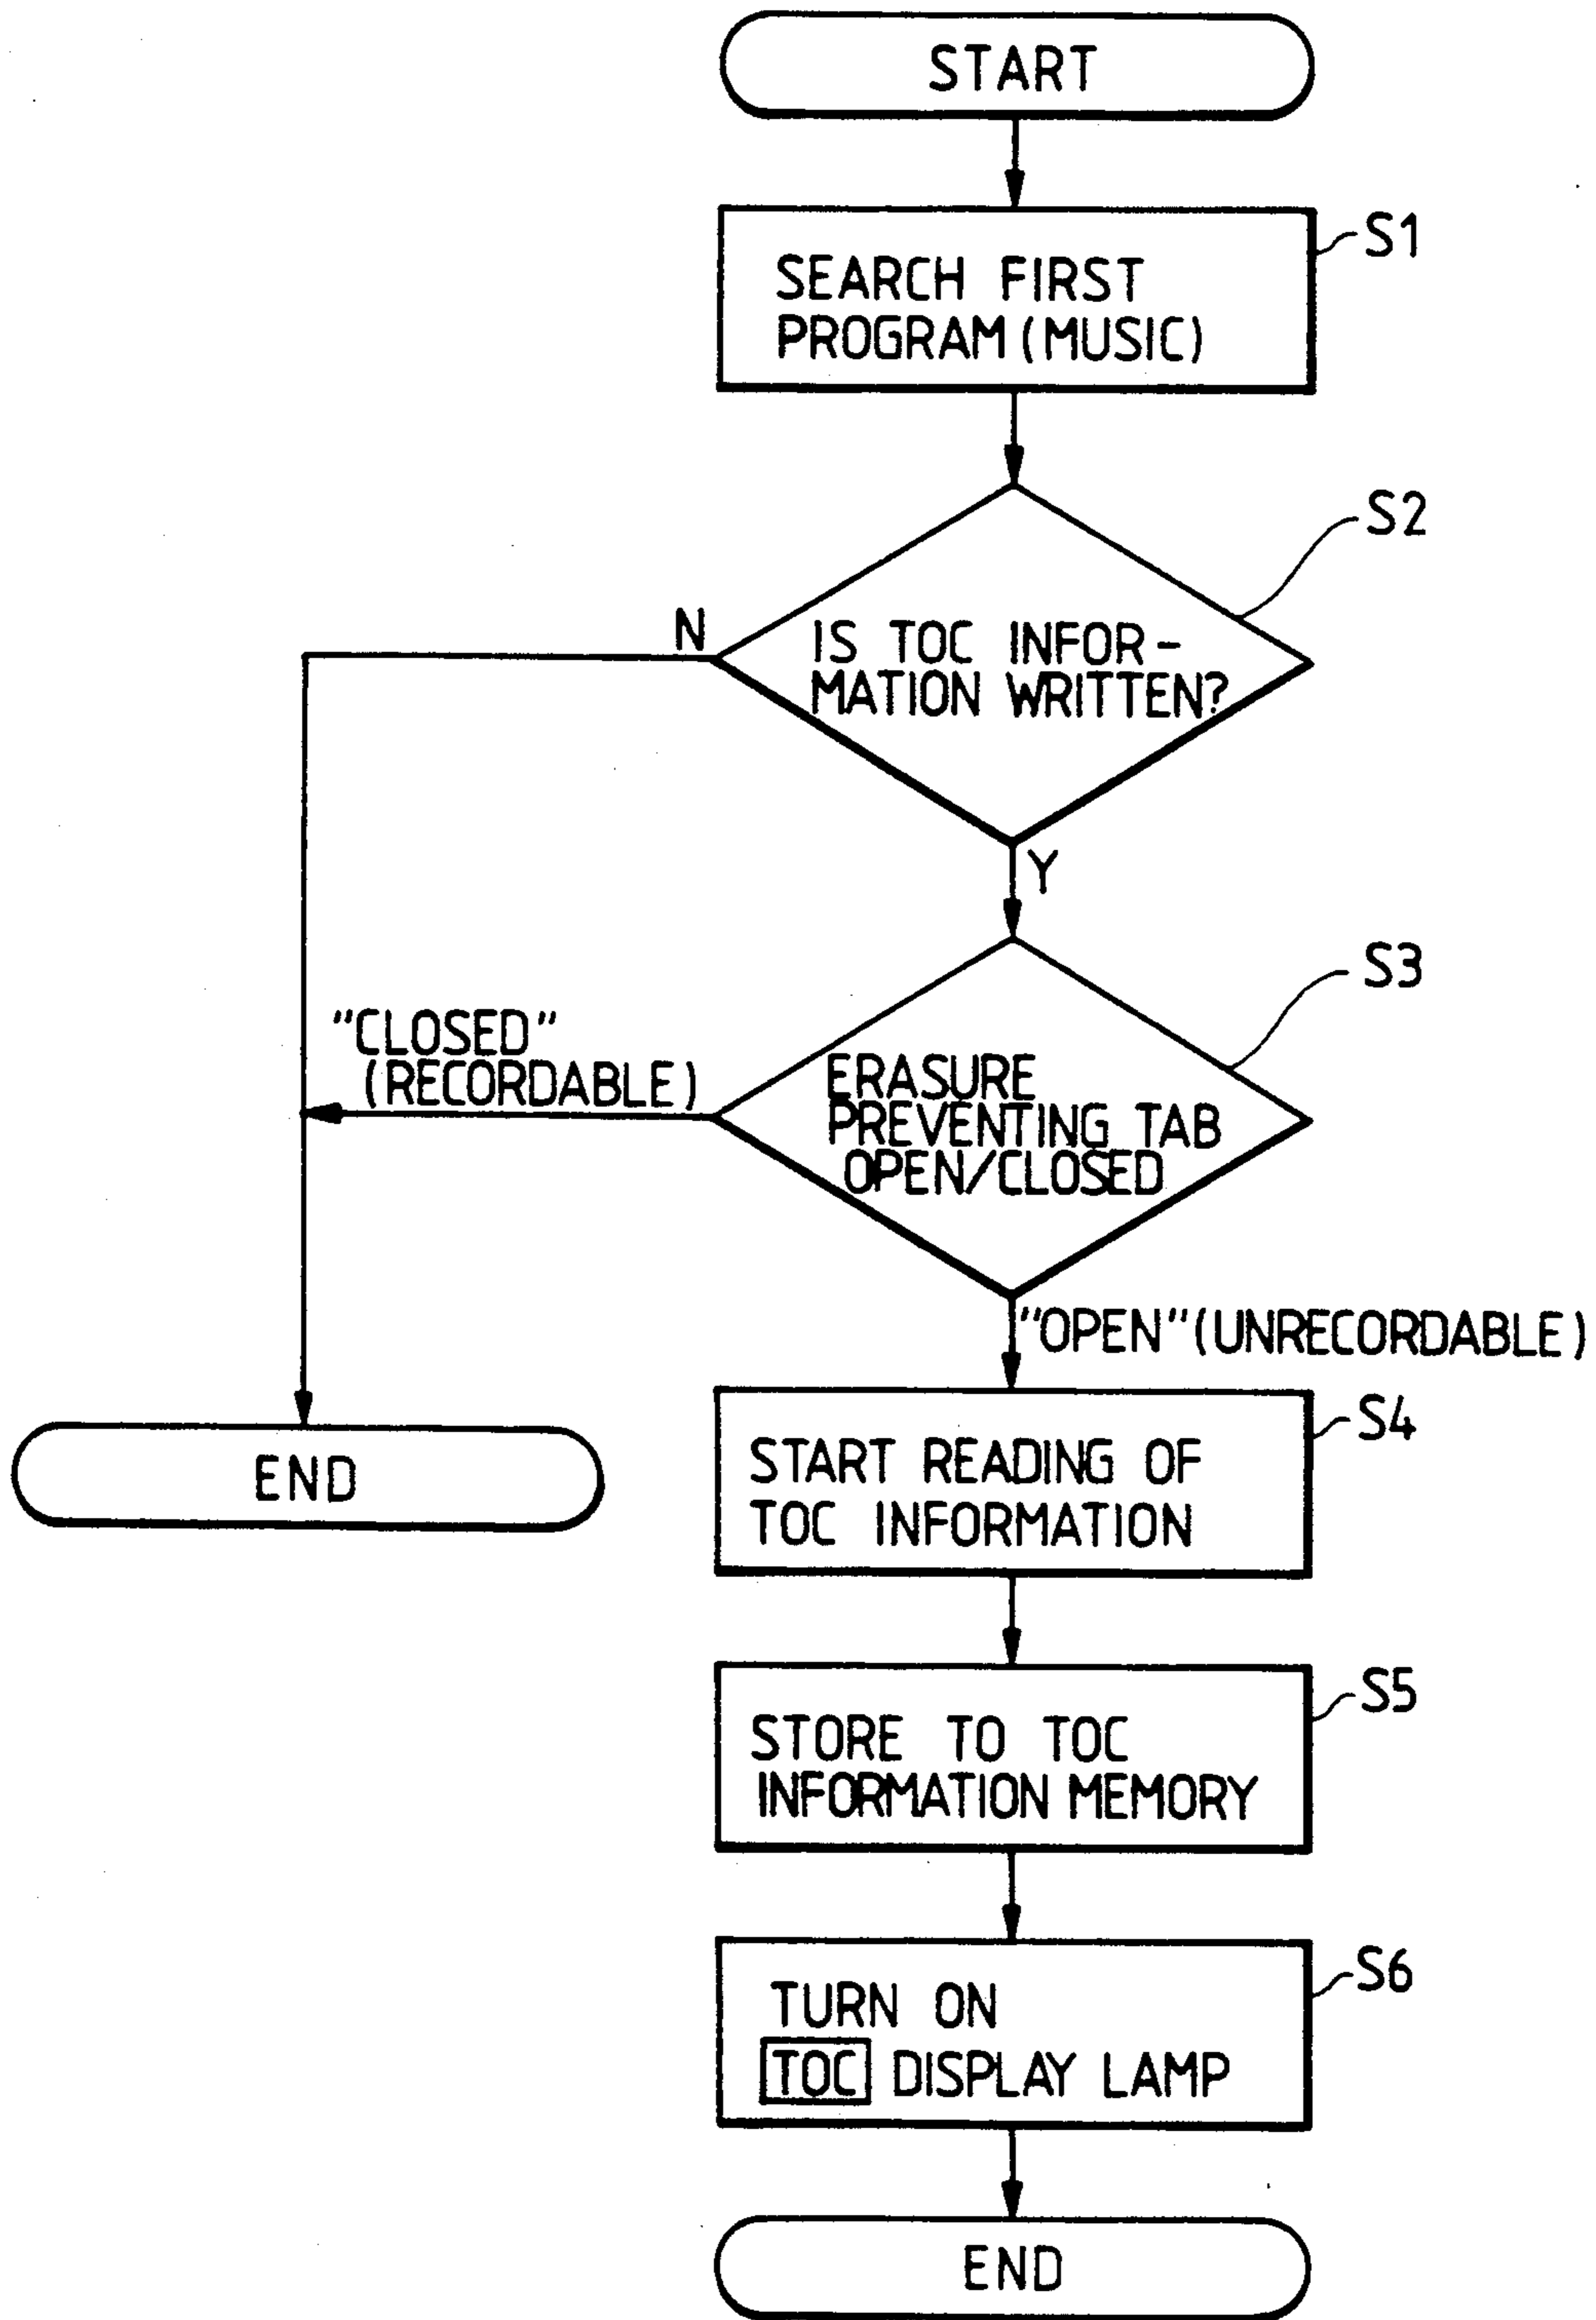 START
S1
SEARCH FIRST
PROGRAM (MUSIC)
S2
N
IS TOC INFOR-
MATION WRITTEN?
Y
S3
"CLOSED"
(RECORDABLE)
ERASURE
PREVENTING TAB
OPEN/CLOSED
"OPEN" (UNRECORDABLE)
S4
START READING OF
TOC INFORMATION
END
S5
STORE TO TOC
INFORMATION MEMORY
S6
TURN ON
TOC DISPLAY LAMP
END